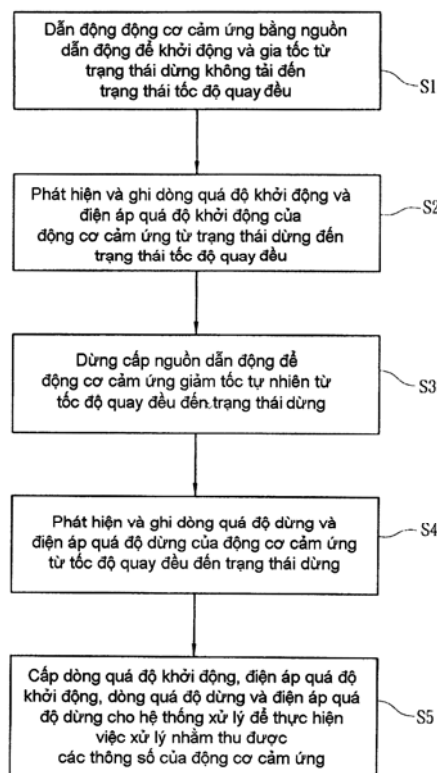 Dẫn động động cơ cảm ứng bằng nguồn
dẫn động để khởi động và gia tốc từ
trạng thái dừng không tải đến
trạng thái tốc độ quay đều
S1
Phát hiện và ghi dòng quá độ khởi động và
điện áp quá độ khởi động của
động cơ cảm ứng từ trạng thái dừng đến
trạng thái tốc độ quay đều
S2
Dừng cấp nguồn dẫn động để
động cơ cảm ứng giảm tốc tự nhiên từ
tốc độ quay đều đến trạng thái dừng
S3
Phát hiện và ghi dòng quá độ dừng và
điện áp quá độ dừng của động cơ cảm ứng
từ tốc độ quay đều đến trạng thái dừng
S4
Cấp dòng quá độ khởi động, điện áp quá độ
khởi động, dòng quá độ dừng và điện áp quá
độ dừng cho hệ thống xử lý để thực hiện
việc xử lý nhằm thu được
các thông số của động cơ cảm ứng
S5